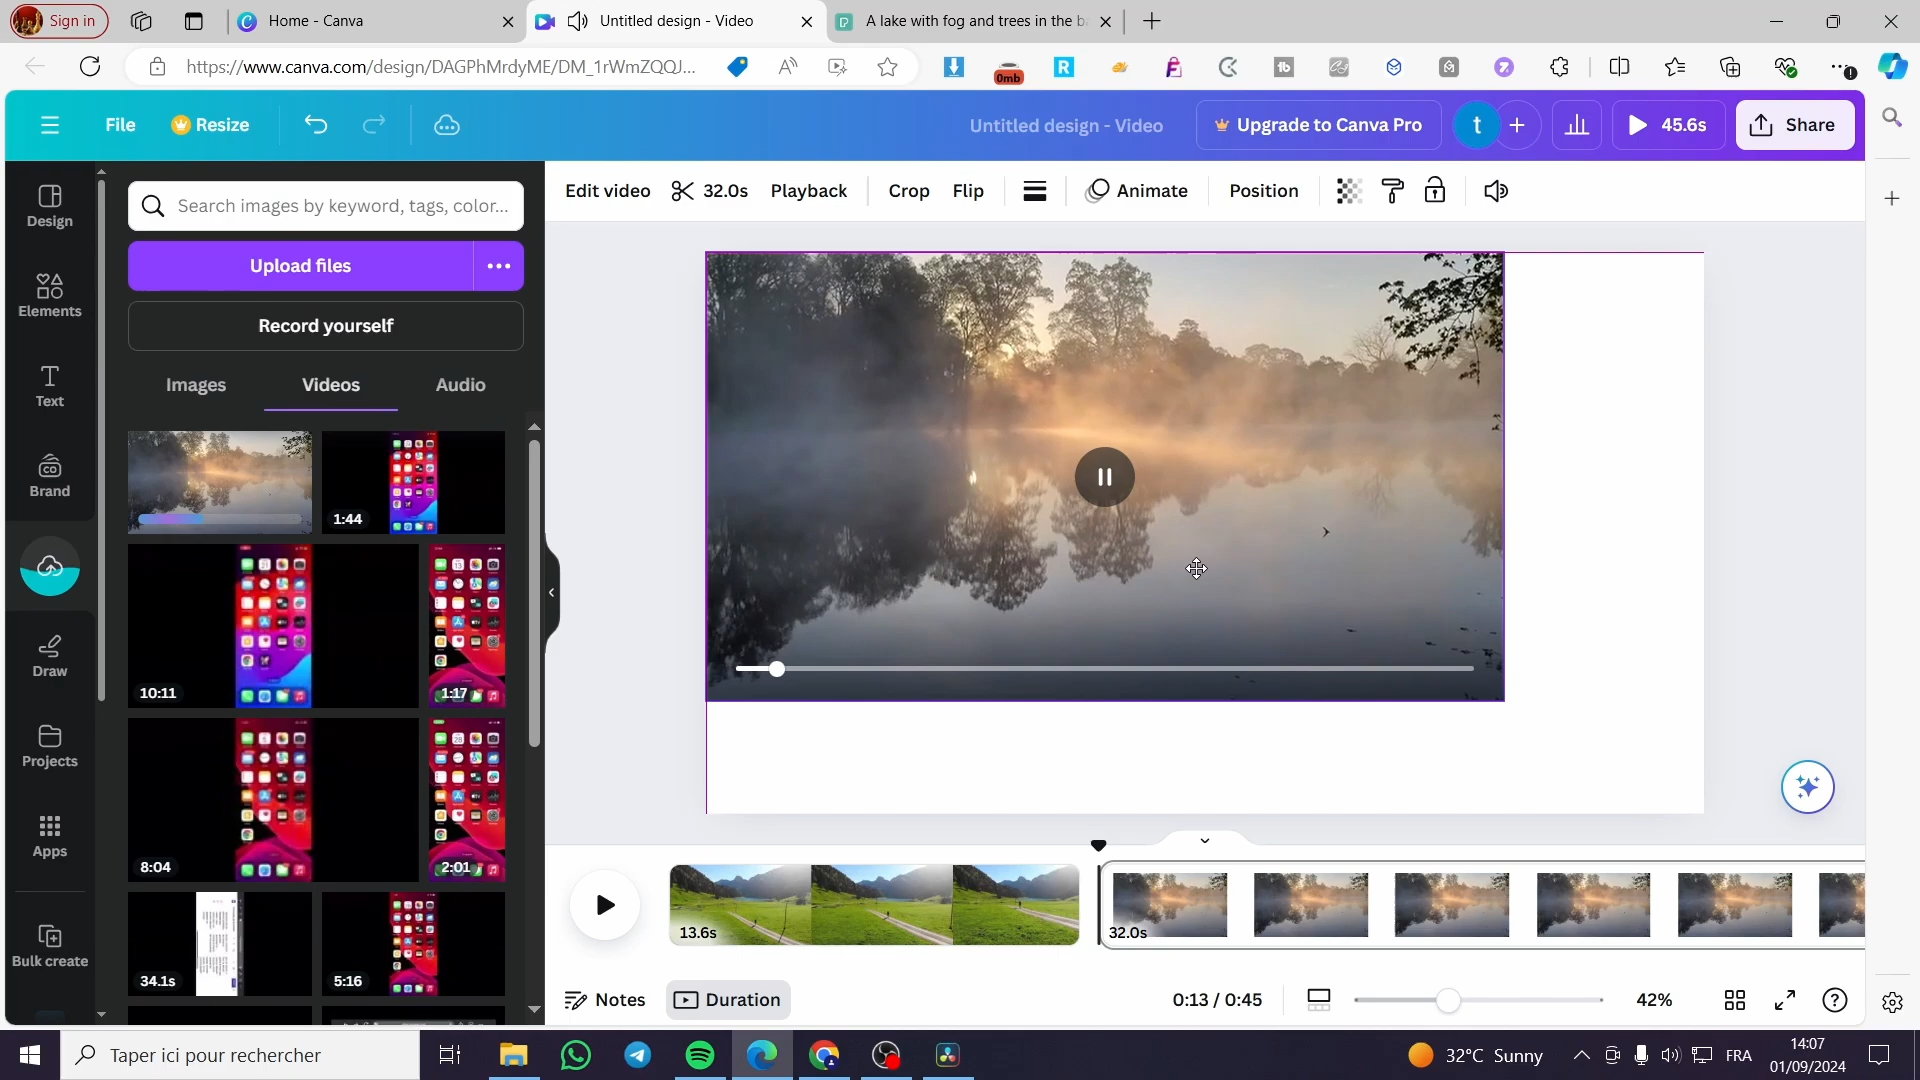 Sign in
Home - Canva
Untitled design - Video
A lake with fog and trees in the b
https://www.canva.com/design/DAGPhMrdyME/DM_1rWmZQQJ...
0mb
File
Resize
Untitled design - Video
Upgrade to Canva Pro
t
45.6s
Share
Design
Elements
Text
Brand
Draw
Projects
Apps
Bulk create
Search images by keyword, tags, color...
Upload files
Record yourself
Images
Videos
Audio
1:44
10:11
1:17
8:04
2:01
34.1s
5:16
Edit video
32.0s
Playback
Crop
Flip
Animate
Position
13.6s
32.0s
Notes
Duration
0:13 / 0:45
42%
Taper ici pour rechercher
32°C Sunny
FRA
14:07
01/09/2024